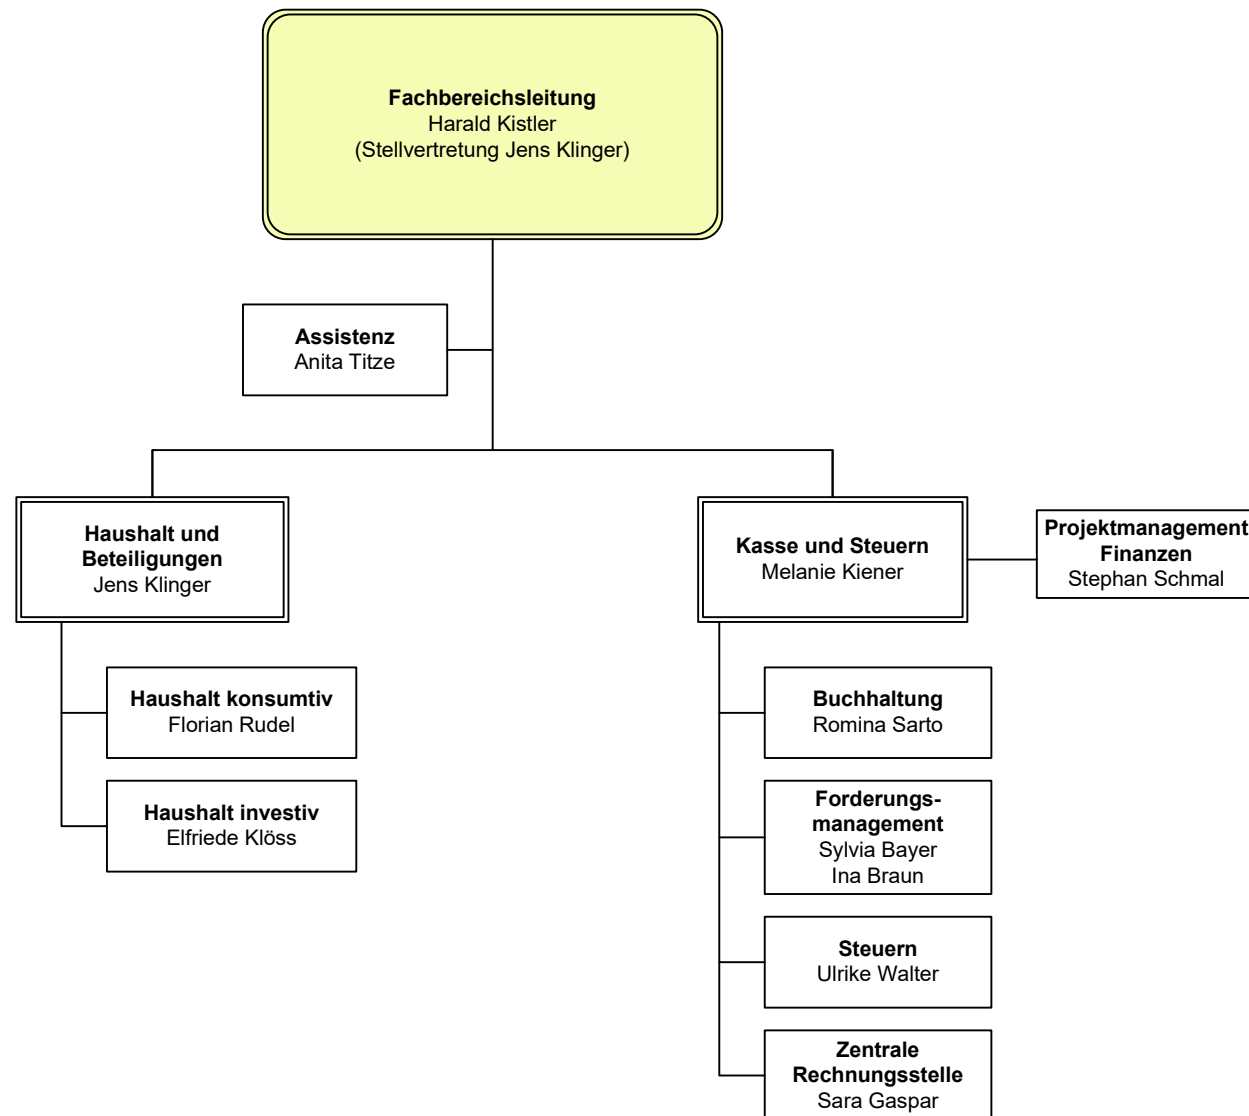 Fachbereichsleitung
Harald Kistler
(Stellvertretung Jens Klinger)
Assistenz
Anita Titze
Haushalt und
Beteiligungen
Jens Klinger
Kasse und Steuern
Melanie Kiener
Projektmanagement
Finanzen
Stephan Schmal
Haushalt konsumtiv
Florian Rudel
Haushalt investiv
Elfriede Klöss
Buchhaltung
Romina Sarto
Forderungs-
management
Sylvia Bayer
Ina Braun
Steuern
Ulrike Walter
Zentrale
Rechnungsstelle
Sara Gaspar